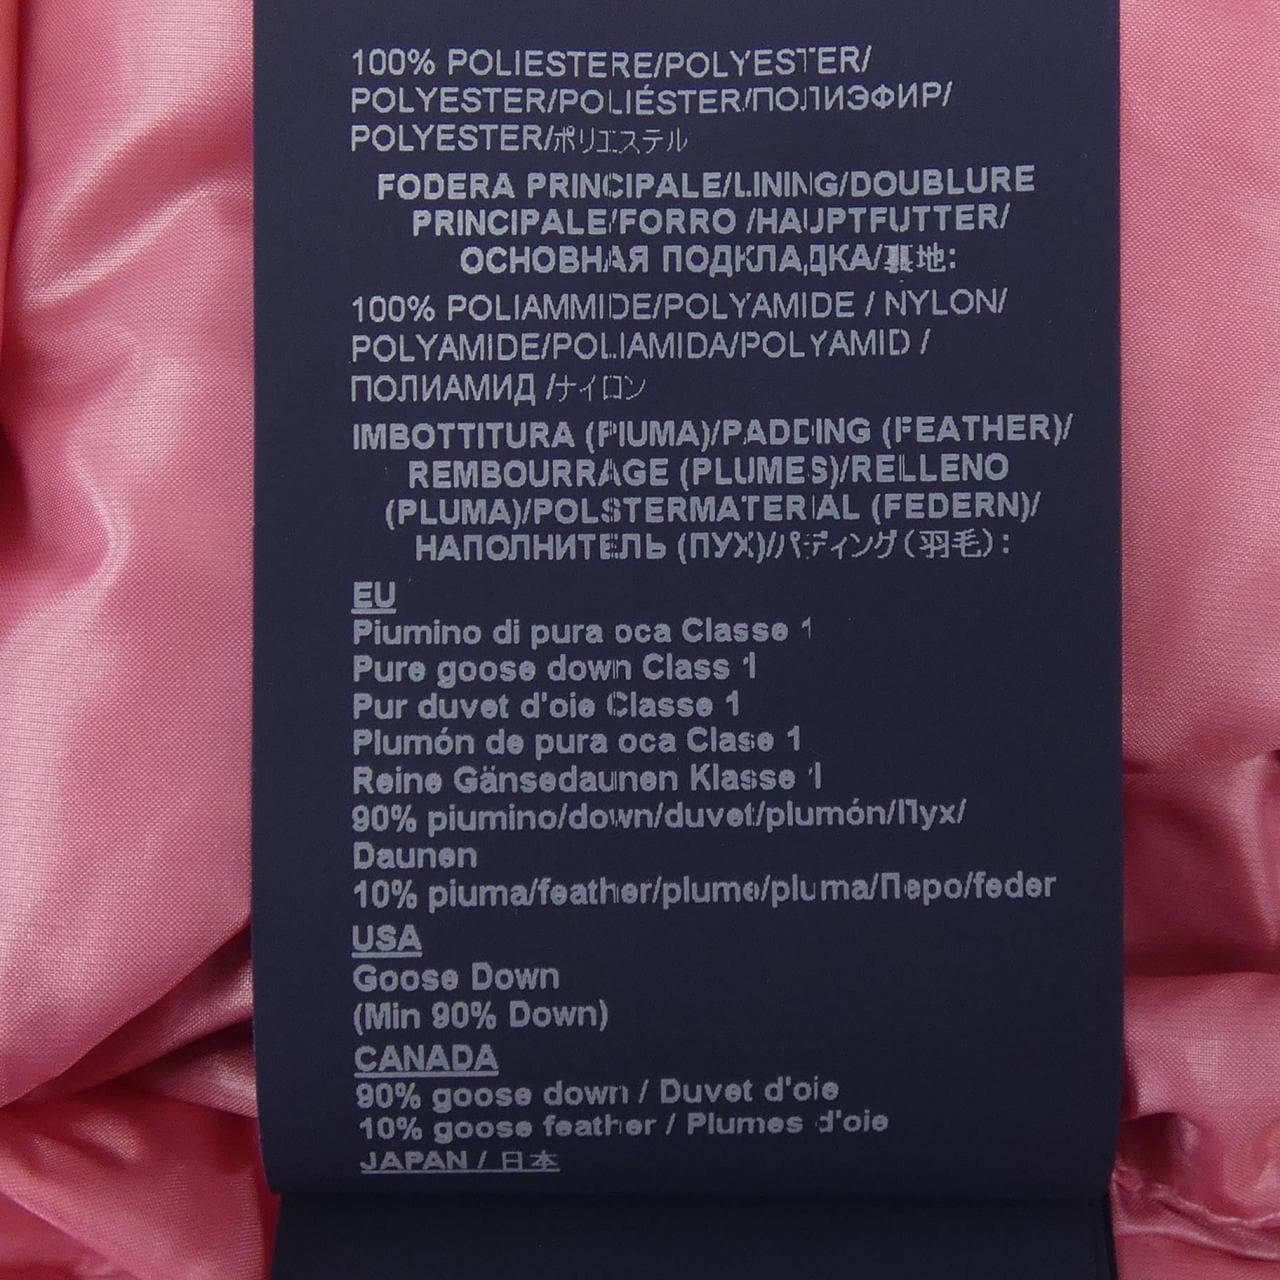 100% POLIESTERE/POLYESTER/
POLYESTER/POLIÉSTER/ПОЛИЭФИР/
POLYESTER/ポリエステル
FODERA PRINCIPALE/LINING/DOUBLURE
PRINCIPALE/FORRO /HAUPTFUTTER/
ОСНОВНАЯ ПОДКЛАДКА/裏地:
100% POLIAMMIDE/POLYAMIDE / NYLON/
POLYAMIDE/POLIAMIDA/POLYAMID /
ПОЛИАМИД /ナイロン
IMBOTTITURA (PIUMA)/PADDING (FEATHER)/
REMBOURRAGE (PLUMES)/RELLENO
(PLUMA)/POLSTERMATERIAL (FEDERN)/
НАПОЛНИТЕЛЬ (ПУХ)/パディング(羽毛):
EU
Piumino di pura oca Classe 1
Pure goose down Class 1
Pur duvet d'oie Classe 1
Plumón de pura oca Clase 1
Reine Gänsedaunen Klasse 1
90% piumino/down/duvet/plumón/Пух/
Daunen
10% piuma/feather/plume/pluma/Перо/feder
USA
Goose Down
(Min 90% Down)
CANADA
90% goose down / Duvet d'oie
10% goose feather / Plumes d'oie
JAPAN / 日本